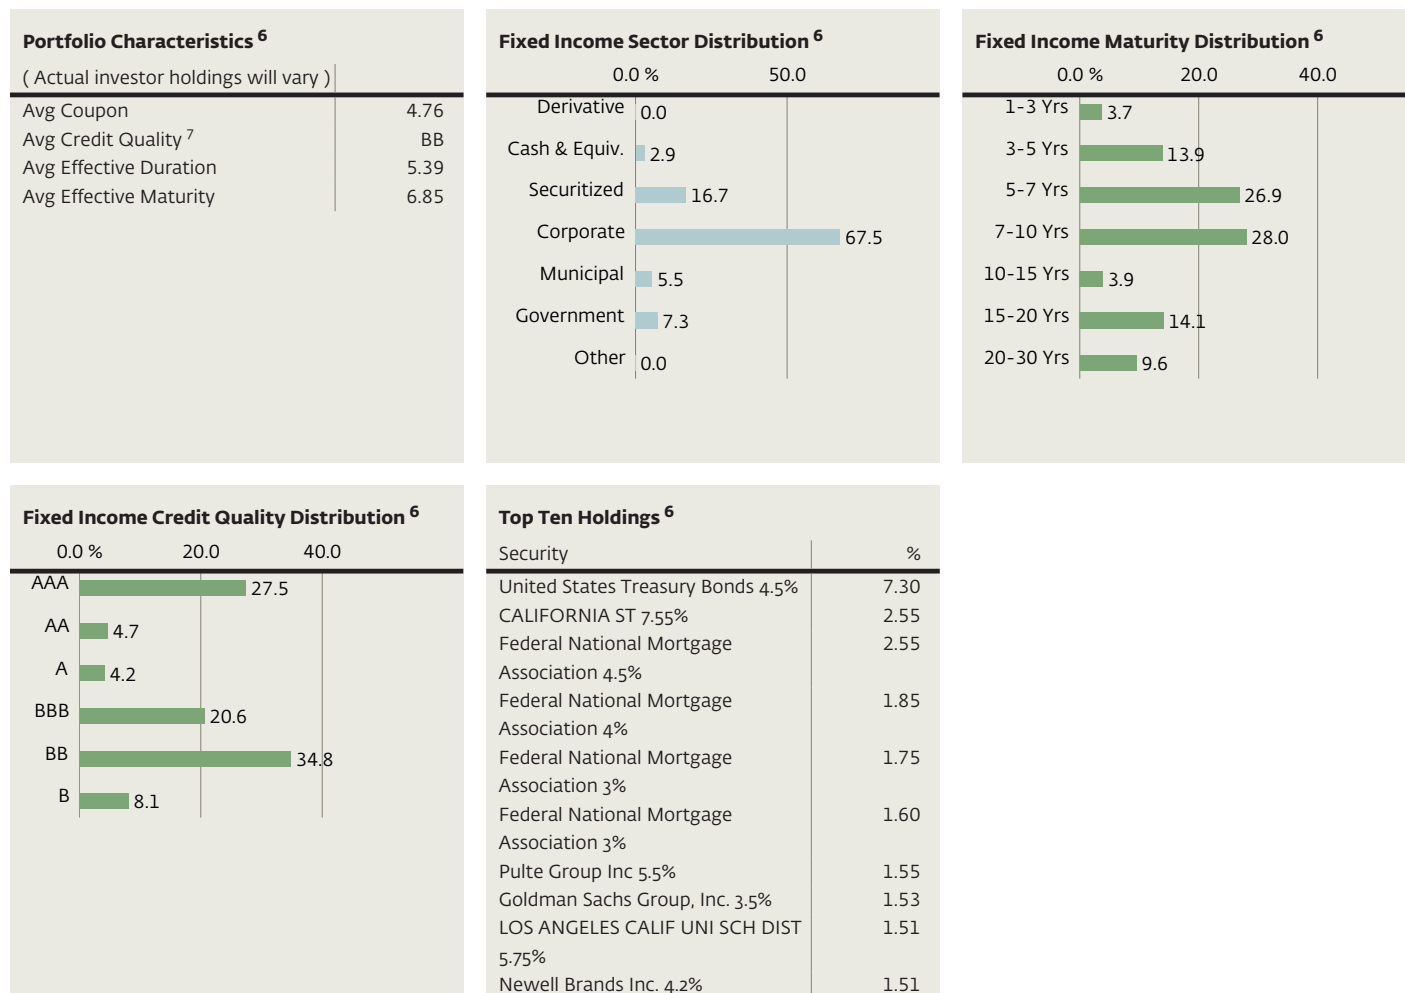 Portfolio Characteristics 6
( Actual investor holdings will vary )
Avg Coupon 4.76
Avg Credit Quality 7 BB
Avg Effective Duration 5.39
Avg Effective Maturity 6.85
Fixed Income Sector Distribution 6
0.0 % 50.0
Derivative 0.0
Cash & Equiv. 2.9
Securitized 16.7
Corporate 67.5
Municipal 5.5
Government 7.3
Other 0.0
Fixed Income Maturity Distribution 6
0.0 % 20.0 40.0
1-3 Yrs 3.7
3-5 Yrs 13.9
5-7 Yrs 26.9
7-10 Yrs 28.0
10-15 Yrs 3.9
15-20 Yrs 14.1
20-30 Yrs 9.6
Fixed Income Credit Quality Distribution 6
0.0 % 20.0 40.0
AAA 27.5
AA 4.7
A 4.2
BBB 20.6
BB 34.8
B 8.1
Top Ten Holdings 6
Security %
United States Treasury Bonds 4.5% 7.30
CALIFORNIA ST 7.55% 2.55
Federal National Mortgage 2.55
Association 4.5%
Federal National Mortgage 1.85
Association 4%
Federal National Mortgage 1.75
Association 3%
Federal National Mortgage 1.60
Association 3%
Pulte Group Inc 5.5% 1.55
Goldman Sachs Group, Inc. 3.5% 1.53
LOS ANGELES CALIF UNI SCH DIST 1.51
5.75%
Newell Brands Inc. 4.2% 1.51